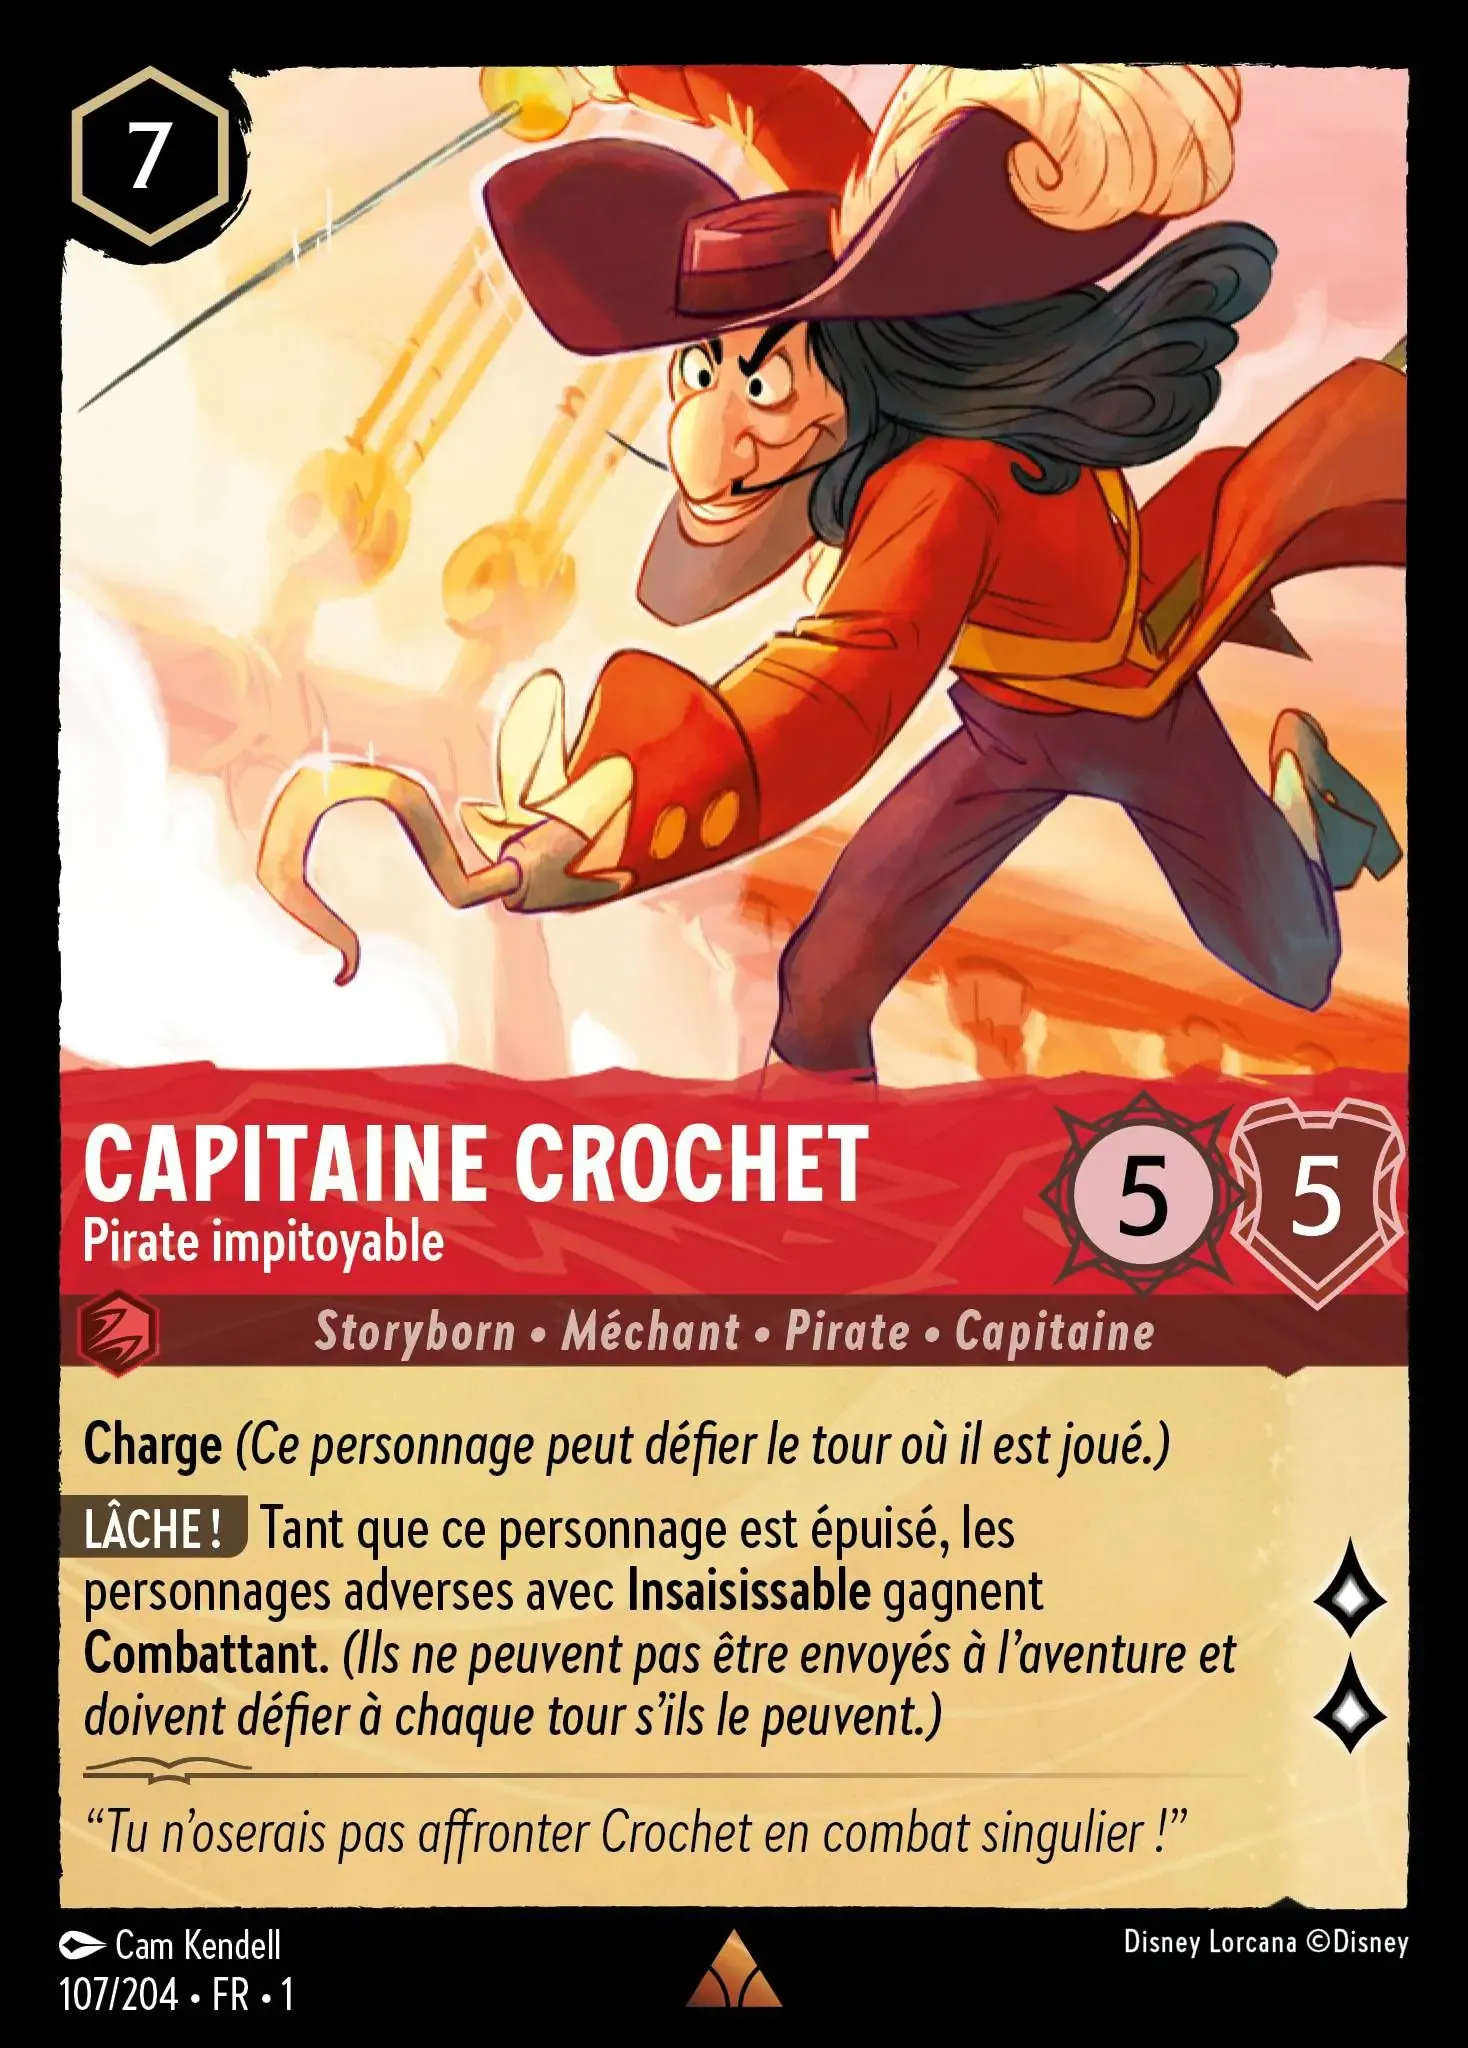 7
CAPITAINE CROCHET
Pirate impitoyable
5
5
Storyborn • Méchant • Pirate • Capitaine
Charge (Ce personnage peut défier le tour où il est joué.)
LÂCHE ! Tant que ce personnage est épuisé, les
personnages adverses avec Insaisissable gagnent
Combattant. (Ils ne peuvent pas être envoyés à l’aventure et
doivent défier à chaque tour s’ils le peuvent.)
“Tu n’oserais pas affronter Crochet en combat singulier !”
Cam Kendell
107/204 • FR • 1
Disney Lorcana ©Disney